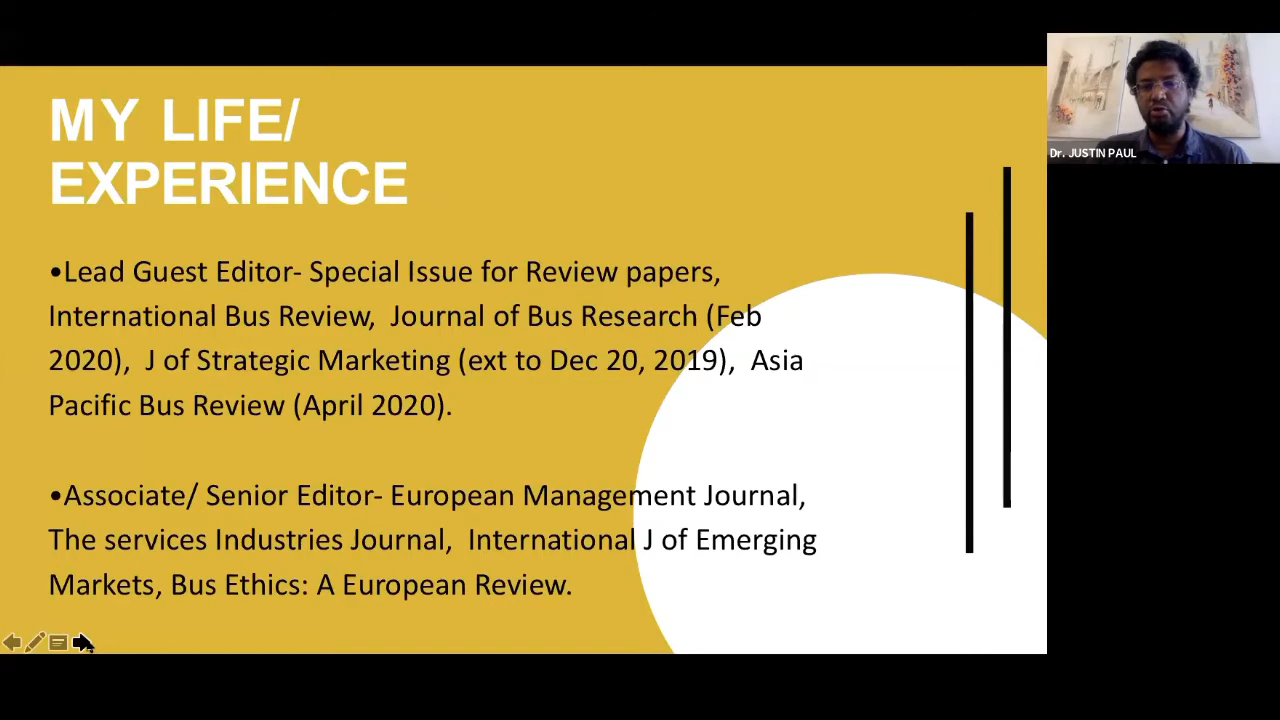 MY LIFE/
EXPERIENCE
•Lead Guest Editor- Special Issue for Review papers,
International Bus Review, Journal of Bus Research (Feb
2020), J of Strategic Marketing (ext to Dec 20, 2019), Asia
Pacific Bus Review (April 2020).
•Associate/ Senior Editor- European Management Journal,
The services Industries Journal, International J of Emerging
Markets, Bus Ethics: A European Review.
Dr. JUSTIN PAUL